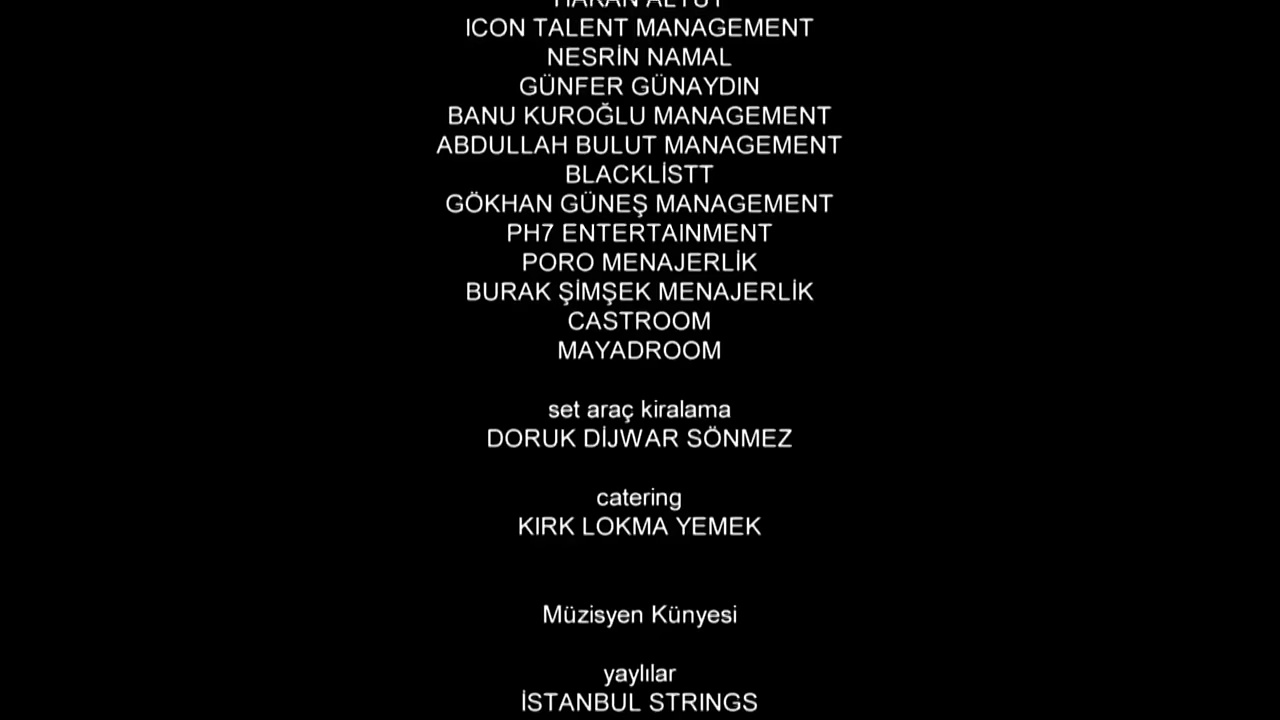 ICON TALENT MANAGEMENT
NESRİN NAMAL
GÜNFER GÜNAYDIN
BANU KUROĞLU MANAGEMENT
ABDULLAH BULUT MANAGEMENT
BLACKLİSTT
GÖKHAN GÜNEŞ MANAGEMENT
PH7 ENTERTAINMENT
PORO MENAJERLİK
BURAK ŞİMŞEK MENAJERLİK
CASTROOM
MAYADROOM
set araç kiralama
DORUK DİJWAR SÖNMEZ
catering
KIRK LOKMA YEMEK
Müzisyen Künyesi
yaylılar
İSTANBUL STRINGS